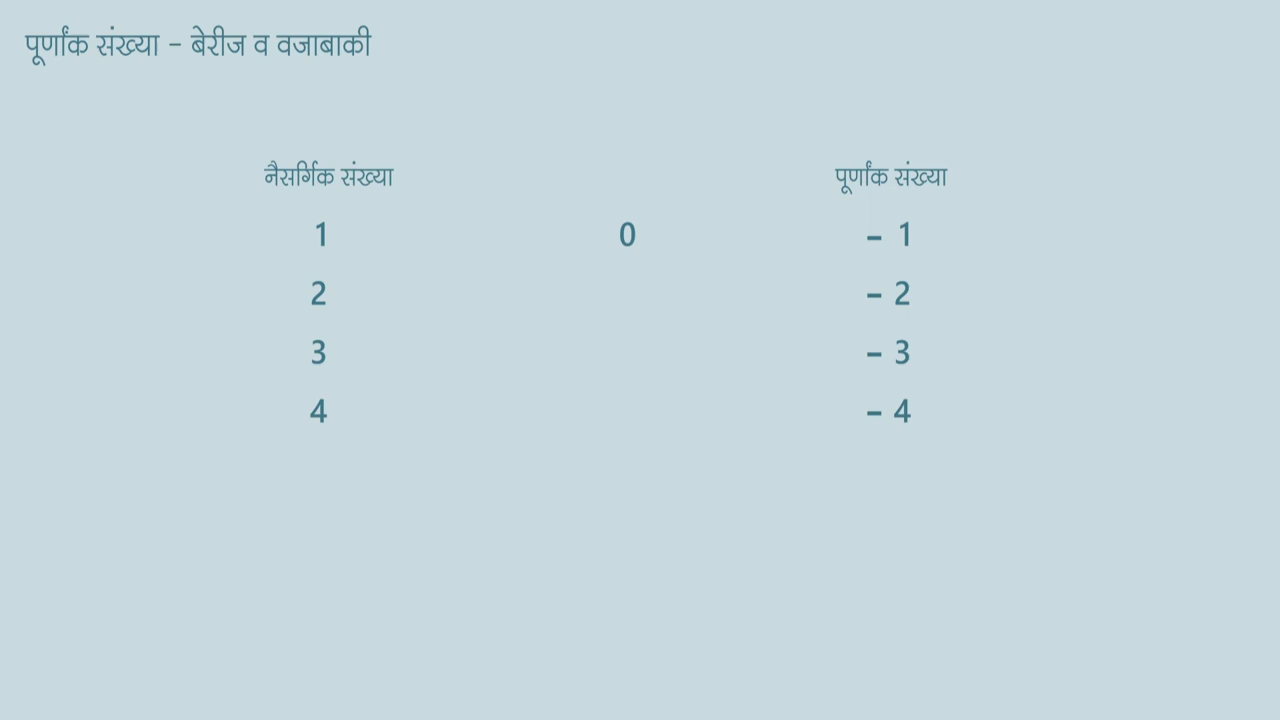 पूर्णांक संख्या - बेरीज व वजाबाकी
नैसर्गिक संख्या पूर्णांक संख्या
1 0 - 1
2 - 2
3 - 3
4 - 4